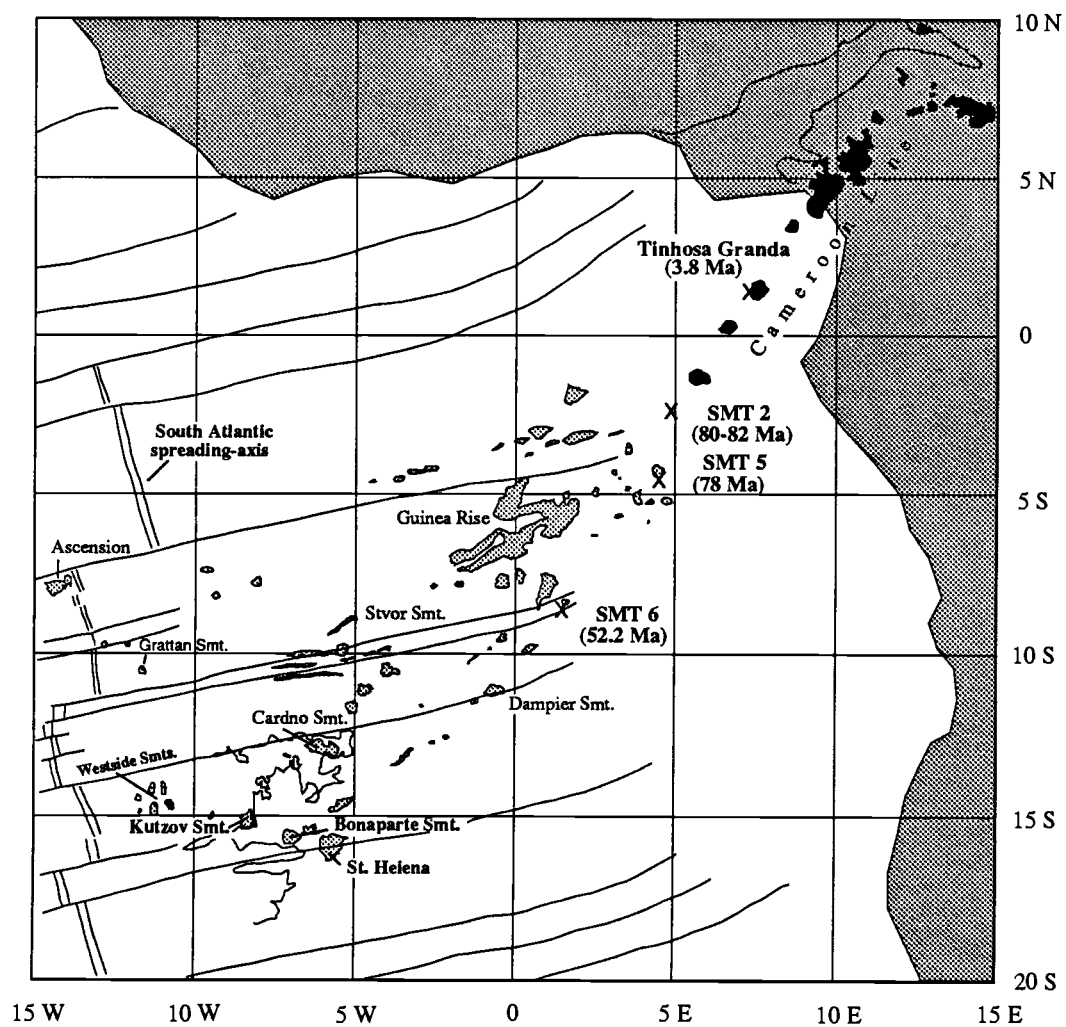 10 N
5 N
Cameroon Line
Tinhosa Granda
(3.8 Ma)
0
SMT 2
(80-82 Ma)
South Atlantic
spreading-axis
SMT 5
(78 Ma)
5 S
Guinea Rise
Ascension
Stvor Smt.
SMT 6
(52.2 Ma)
Grattan Smt.
10 S
Dampier Smt.
Cardno Smt.
Westside Smts.
Kutzov Smt.
Bonaparte Smt.
15 S
St. Helena
20 S
15 W
10 W
5 W
0
5 E
10 E
15 E